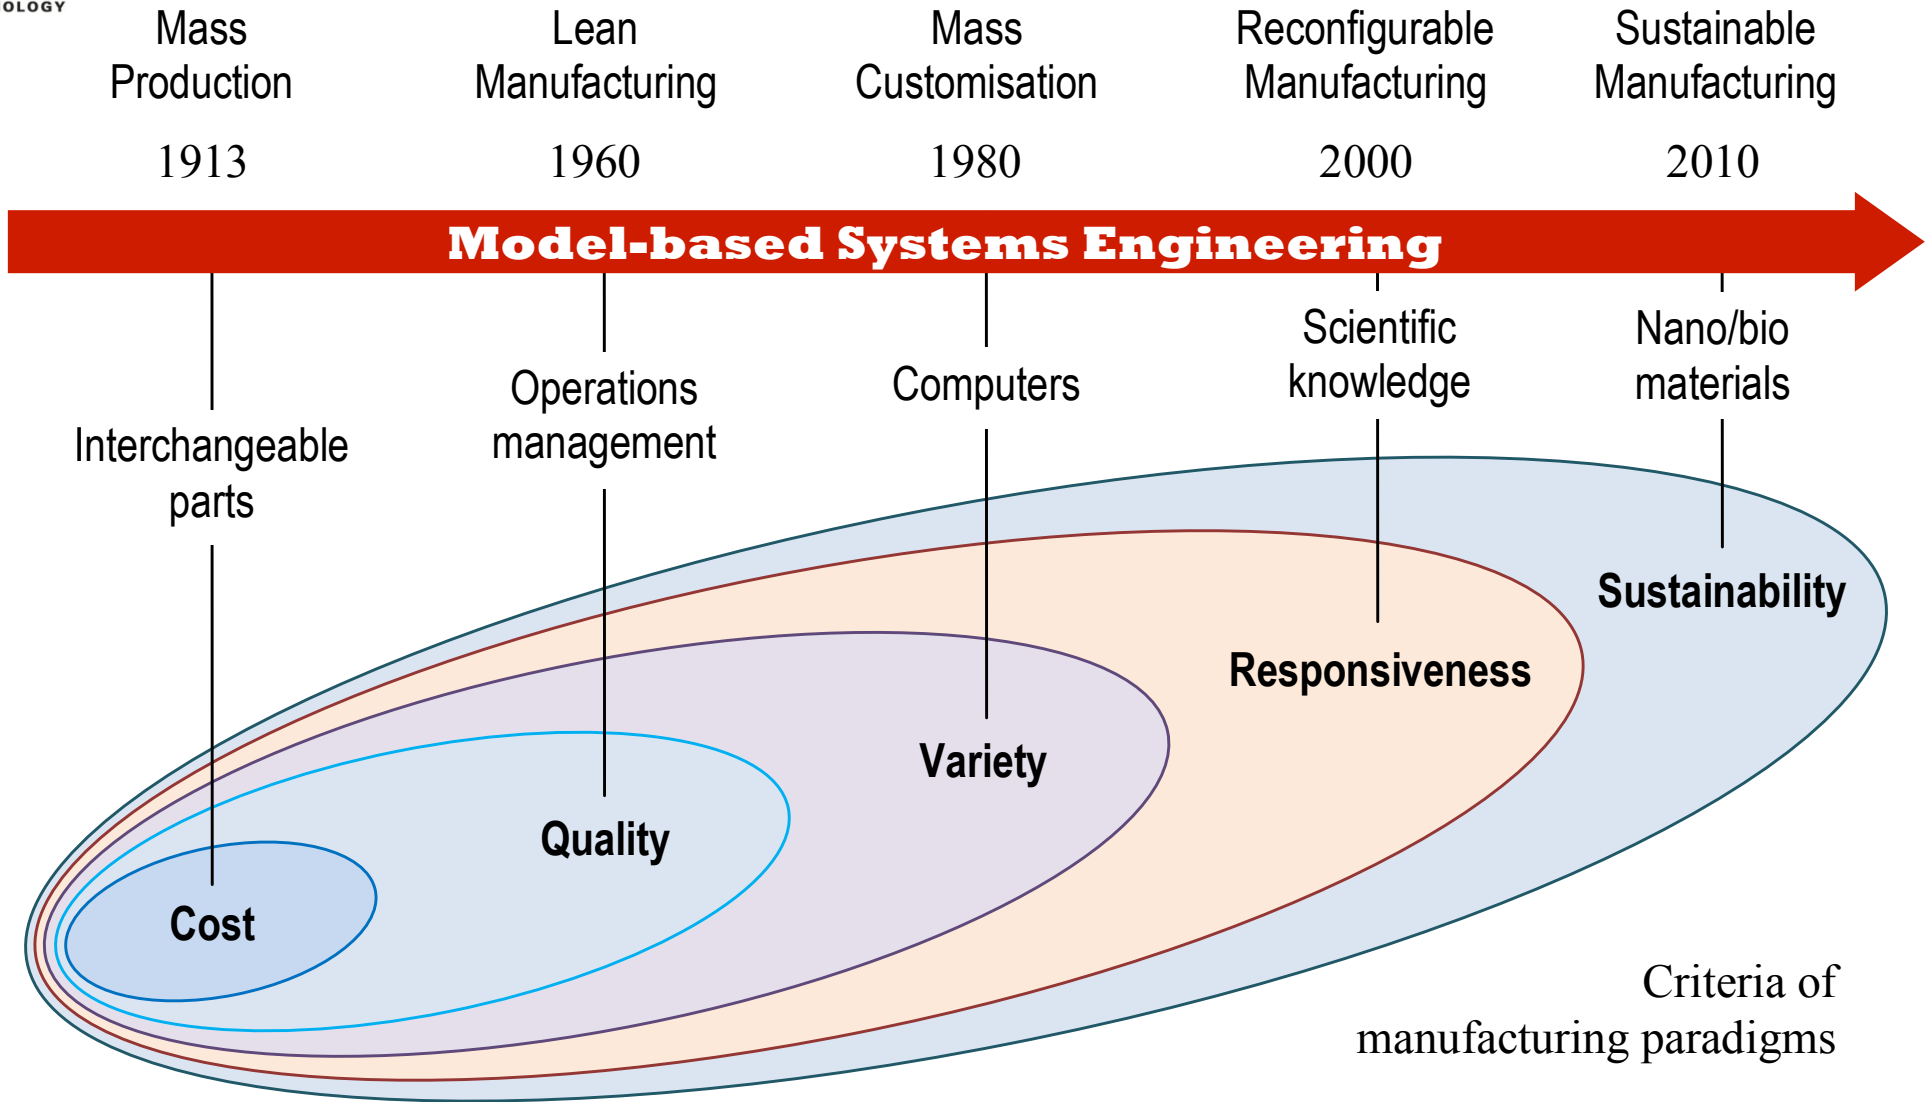 OLOGY
Mass
Production
Lean
Manufacturing
Mass
Customisation
Reconfigurable
Manufacturing
Sustainable
Manufacturing
1913
1960
1980
2000
2010
Model-based Systems Engineering
Interchangeable
parts
Operations
management
Computers
Scientific
knowledge
Nano/bio
materials
Cost
Quality
Variety
Responsiveness
Sustainability
Criteria of
manufacturing paradigms